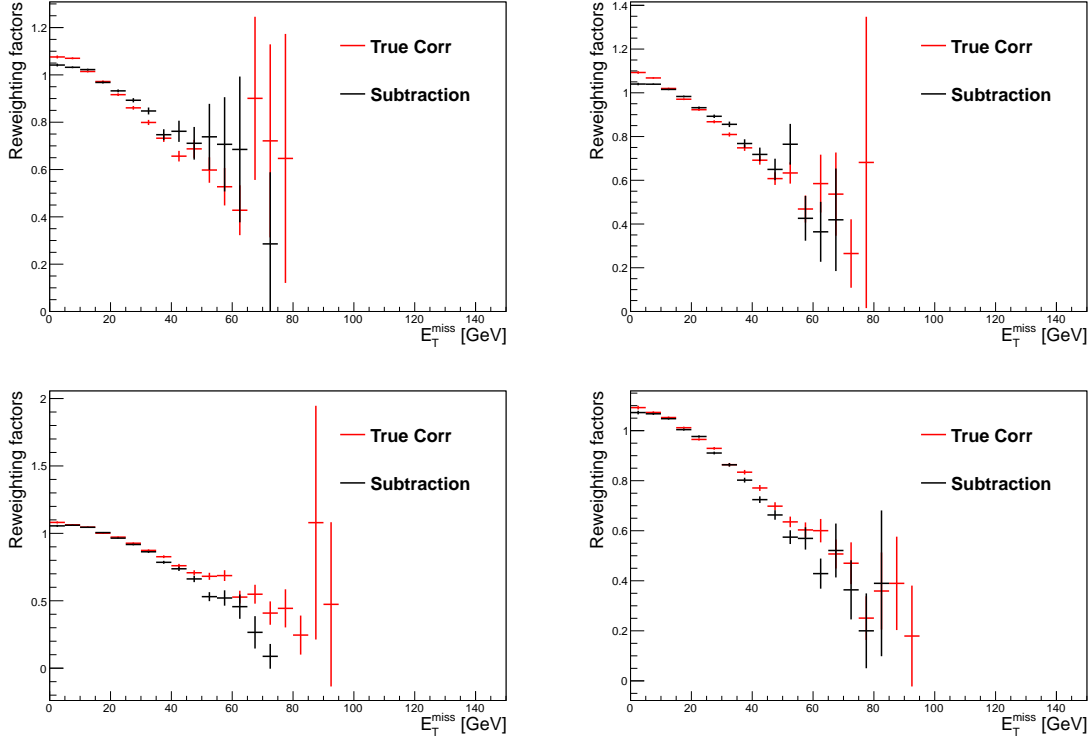 Reweighting factors
1.2
1
0.8
0.6
0.4
0.2
0
True Corr
Subtraction
0 20 40 60 80 100 120 140
E_T^miss [GeV]
Reweighting factors
1.4
1.2
1
0.8
0.6
0.4
0.2
0
True Corr
Subtraction
0 20 40 60 80 100 120 140
E_T^miss [GeV]
Reweighting factors
2
1.5
1
0.5
0
True Corr
Subtraction
0 20 40 60 80 100 120 140
E_T^miss [GeV]
Reweighting factors
1
0.8
0.6
0.4
0.2
0
True Corr
Subtraction
0 20 40 60 80 100 120 140
E_T^miss [GeV]